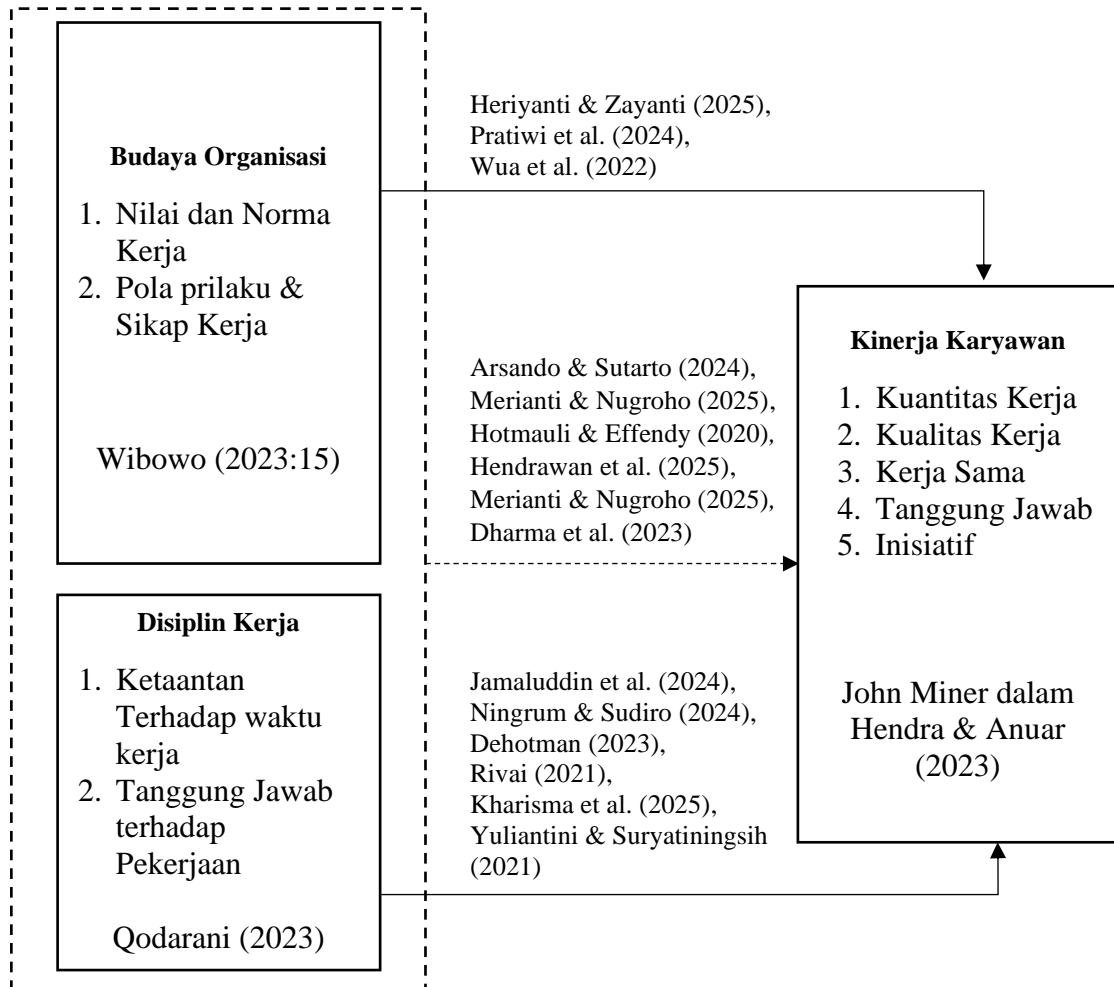 Budaya Organisasi
1. Nilai dan Norma
Kerja
2. Pola prilaku &
Sikap Kerja
Wibowo (2023:15)
Heriyanti & Zayanti (2025),
Pratiwi et al. (2024),
Wua et al. (2022)
Arsando & Sutarto (2024),
Merianti & Nugroho (2025),
Hotmauli & Effendy (2020),
Hendrawan et al. (2025),
Merianti & Nugroho (2025),
Dharma et al. (2023)
Kinerja Karyawan
1. Kuantitas Kerja
2. Kualitas Kerja
3. Kerja Sama
4. Tanggung Jawab
5. Inisiatif
John Miner dalam
Hendra & Anuar
(2023)
Disiplin Kerja
1. Ketaantan
Terhadap waktu
kerja
2. Tanggung Jawab
terhadap
Pekerjaan
Qodarani (2023)
Jamaluddin et al. (2024),
Ningrum & Sudiro (2024),
Dehotman (2023),
Rivai (2021),
Kharisma et al. (2025),
Yuliantini & Suryatiningsih
(2021)